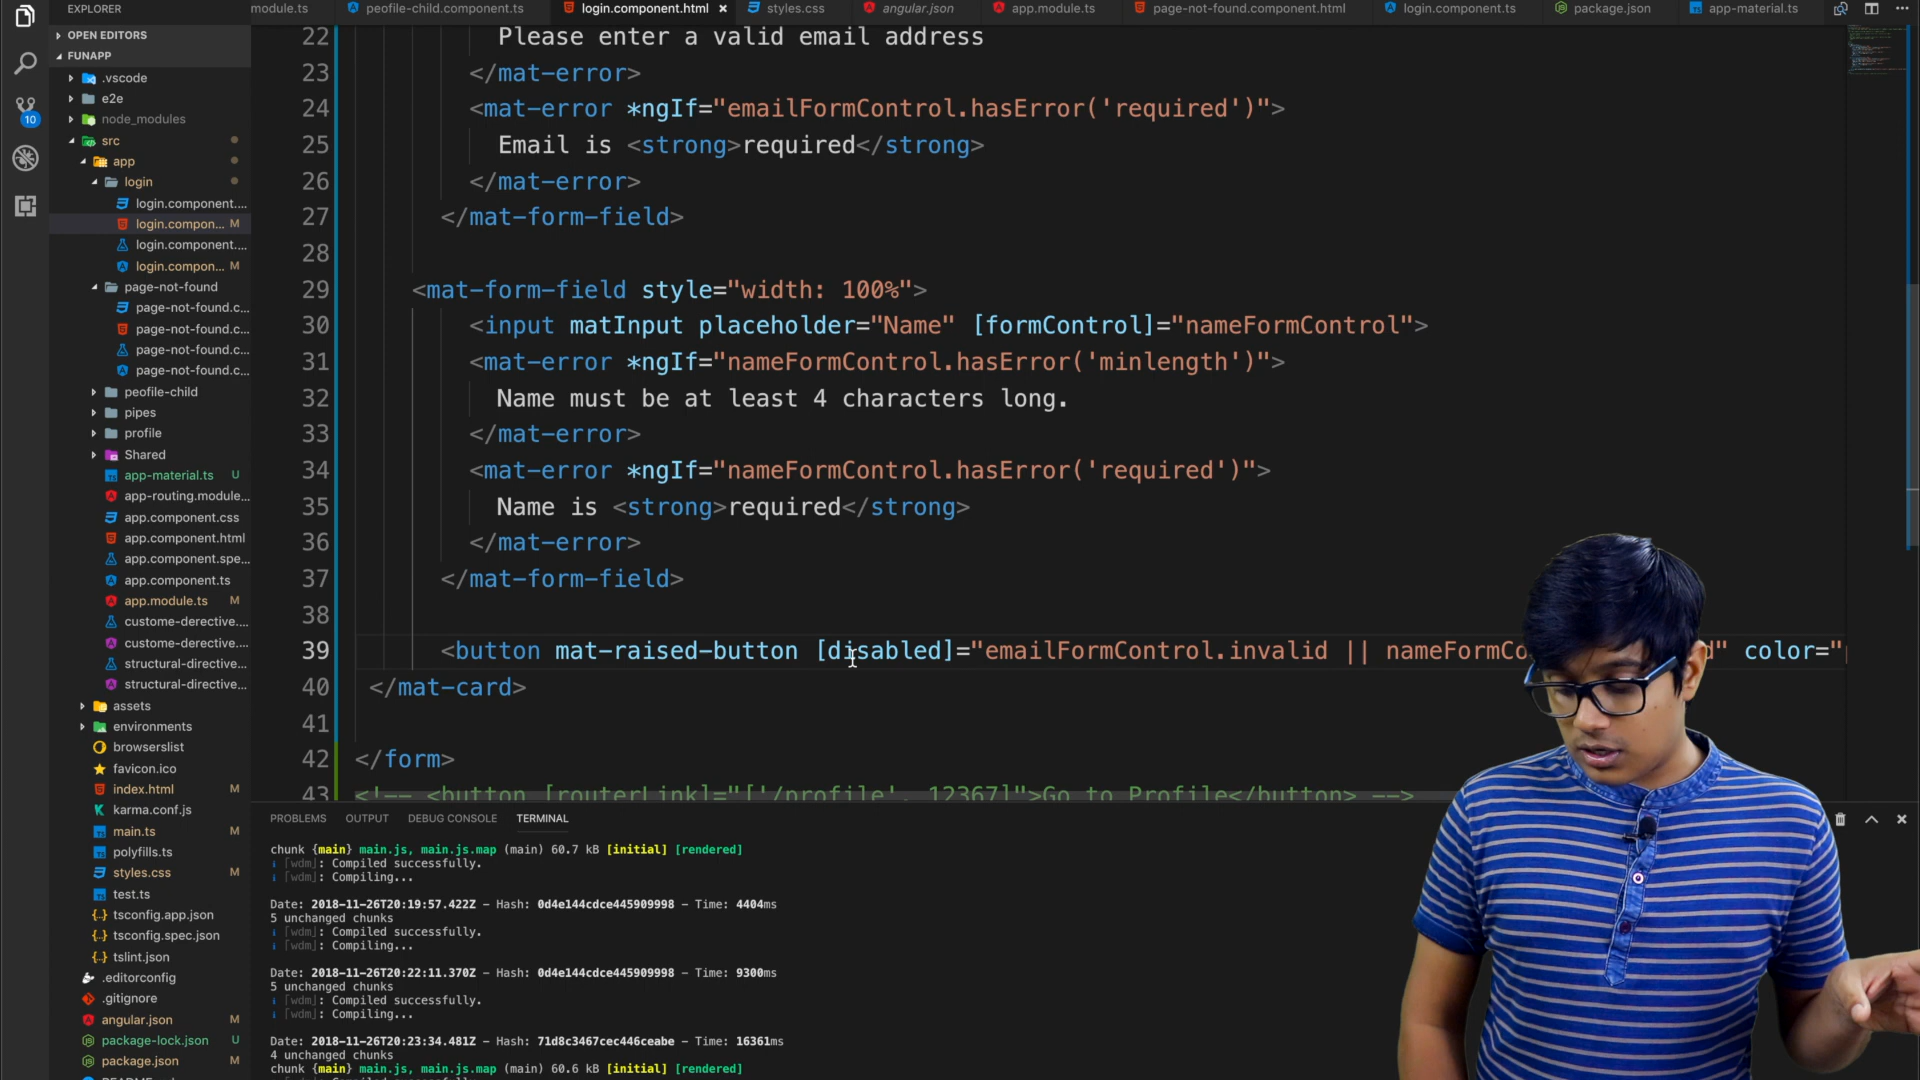 EXPLORER
OPEN EDITORS
FUNAPP
.vscode
e2e
node_modules
src
app
login
login.component....
login.compon... M
login.component....
login.compon... M
page-not-found
page-not-found.c...
page-not-found.c...
page-not-found.c...
page-not-found.c...
peofile-child
pipes
profile
Shared
app-material.ts U
app-routing.module...
app.component.css
app.component.html
app.component.spe...
app.component.ts
app.module.ts M
custome-derective....
custome-derective....
structural-directive...
structural-directive...
assets
environments
browserslist
favicon.ico
index.html M
karma.conf.js
main.ts M
polyfills.ts
styles.css M
test.ts
tsconfig.app.json
tsconfig.spec.json
tslint.json
.editorconfig
.gitignore
angular.json M
package-lock.json U
package.json M
10
module.ts peofile-child.component.ts login.component.html styles.css angular.json app.module.ts page-not-found.component.html login.component.ts package.json app-material.ts
22 Please enter a valid email address
23 </mat-error>
24 <mat-error *ngIf="emailFormControl.hasError('required')">
25 Email is <strong>required</strong>
26 </mat-error>
27 </mat-form-field>
28
29 <mat-form-field style="width: 100%">
30 <input matInput placeholder="Name" [formControl]="nameFormControl">
31 <mat-error *ngIf="nameFormControl.hasError('minlength')">
32 Name must be at least 4 characters long.
33 </mat-error>
34 <mat-error *ngIf="nameFormControl.hasError('required')">
35 Name is <strong>required</strong>
36 </mat-error>
37 </mat-form-field>
38
39 <button mat-raised-button [disabled]="emailFormControl.invalid || nameFormCo d" color="
40 </mat-card>
41
42 </form>
43 <!-- <button [routerLink]="['/profile', 12367]">Go to Profile</button> -->
PROBLEMS OUTPUT DEBUG CONSOLE TERMINAL
chunk {main} main.js, main.js.map (main) 60.7 kB [initial] [rendered]
i ｢wdm｣: Compiled successfully.
i ｢wdm｣: Compiling...
Date: 2018-11-26T20:19:57.422Z - Hash: 0d4e144cdce445909998 - Time: 4404ms
5 unchanged chunks
i ｢wdm｣: Compiled successfully.
i ｢wdm｣: Compiling...
Date: 2018-11-26T20:22:11.370Z - Hash: 0d4e144cdce445909998 - Time: 9300ms
5 unchanged chunks
i ｢wdm｣: Compiled successfully.
i ｢wdm｣: Compiling...
Date: 2018-11-26T20:23:34.481Z - Hash: 71d8c3467cec446ceabe - Time: 16361ms
4 unchanged chunks
chunk {main} main.js, main.js.map (main) 60.6 kB [initial] [rendered]